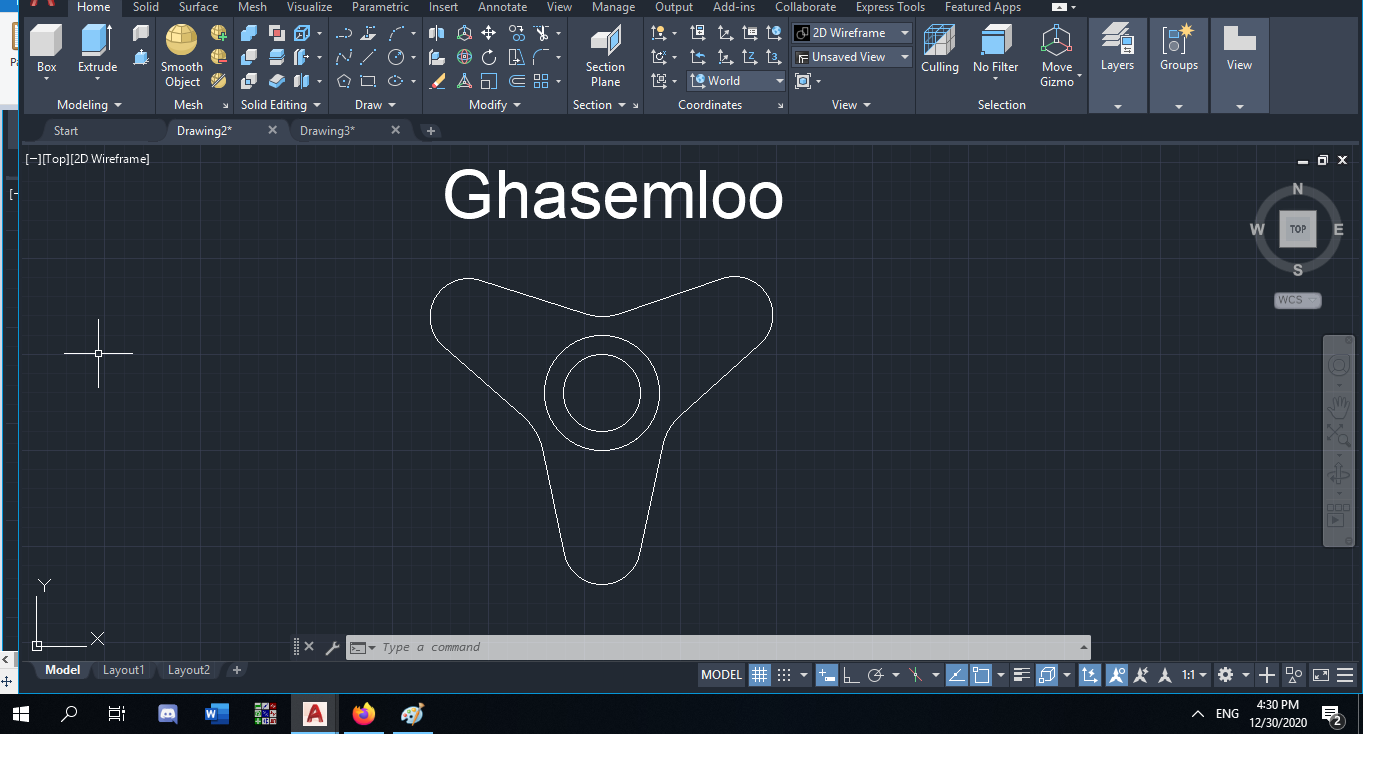 Home Solid Surface Mesh Visualize Parametric Insert Annotate View Manage Output Add-ins Collaborate Express Tools Featured Apps
2D Wireframe
Unsaved View
World
Box Extrude Smooth Object Section Plane Culling No Filter Move Gizmo Layers Groups View
Modeling Mesh Solid Editing Draw Modify Section Coordinates View Selection
Start Drawing2* Drawing3*
[−][Top][2D Wireframe]
Ghasemloo
N
W TOP E
S
WCS
Y
X
Type a command
Model Layout1 Layout2 MODEL 1:1
ENG
4:30 PM
12/30/2020
2